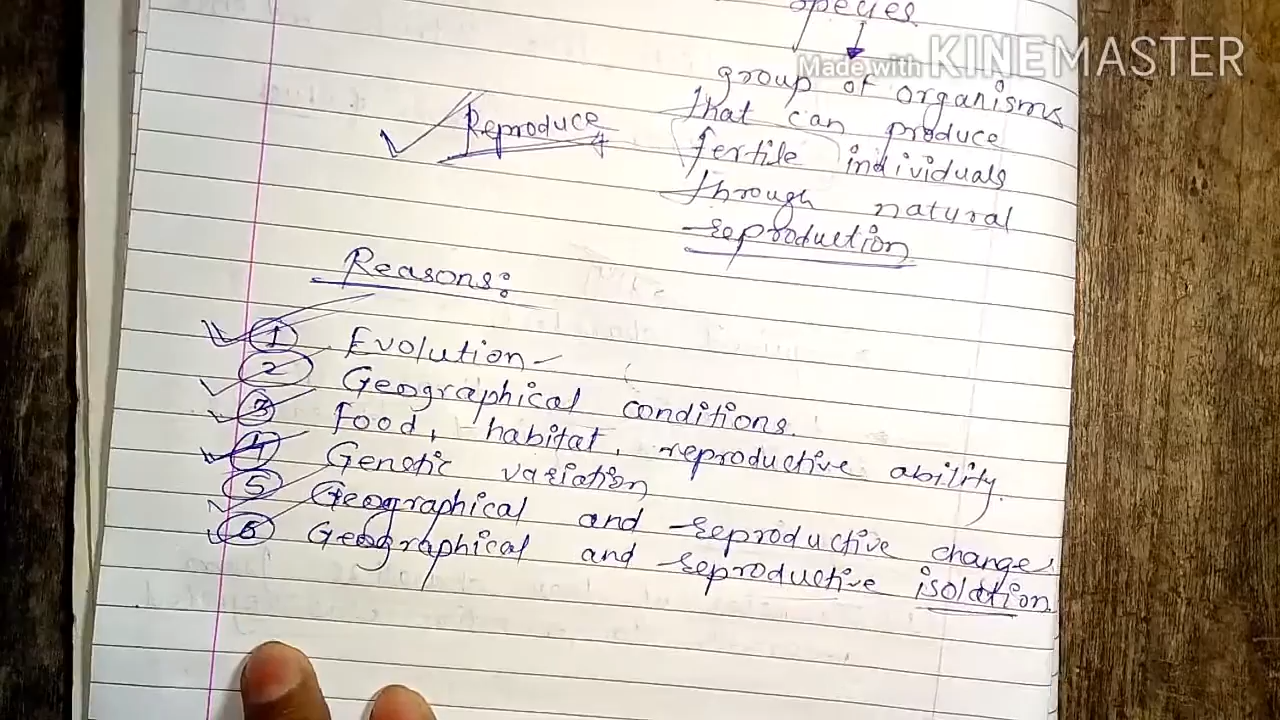 Species
Made with KINEMASTER
group of organisms
that can produce
Reproduce
fertile individuals
through natural
reproduction
Reasons:
1 Evolution-
2 Geographical conditions.
3 Food, habitat, reproductive ability.
4 Genetic variation
5 Geographical and reproductive change.
6 Geographical and reproductive isolation